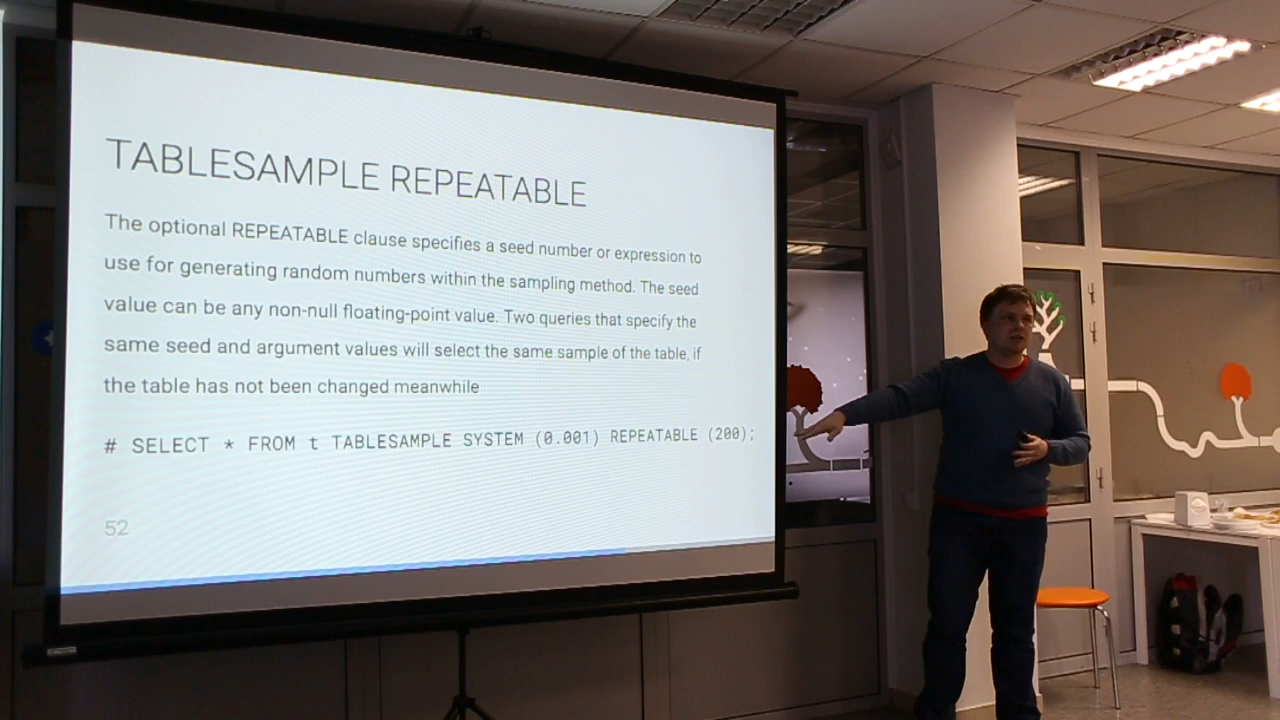 TABLESAMPLE REPEATABLE
The optional REPEATABLE clause specifies a seed number or expression to
use for generating random numbers within the sampling method. The seed
value can be any non-null floating-point value. Two queries that specify the
same seed and argument values will select the same sample of the table, if
the table has not been changed meanwhile
# SELECT * FROM t TABLESAMPLE SYSTEM (0.001) REPEATABLE (200);
52